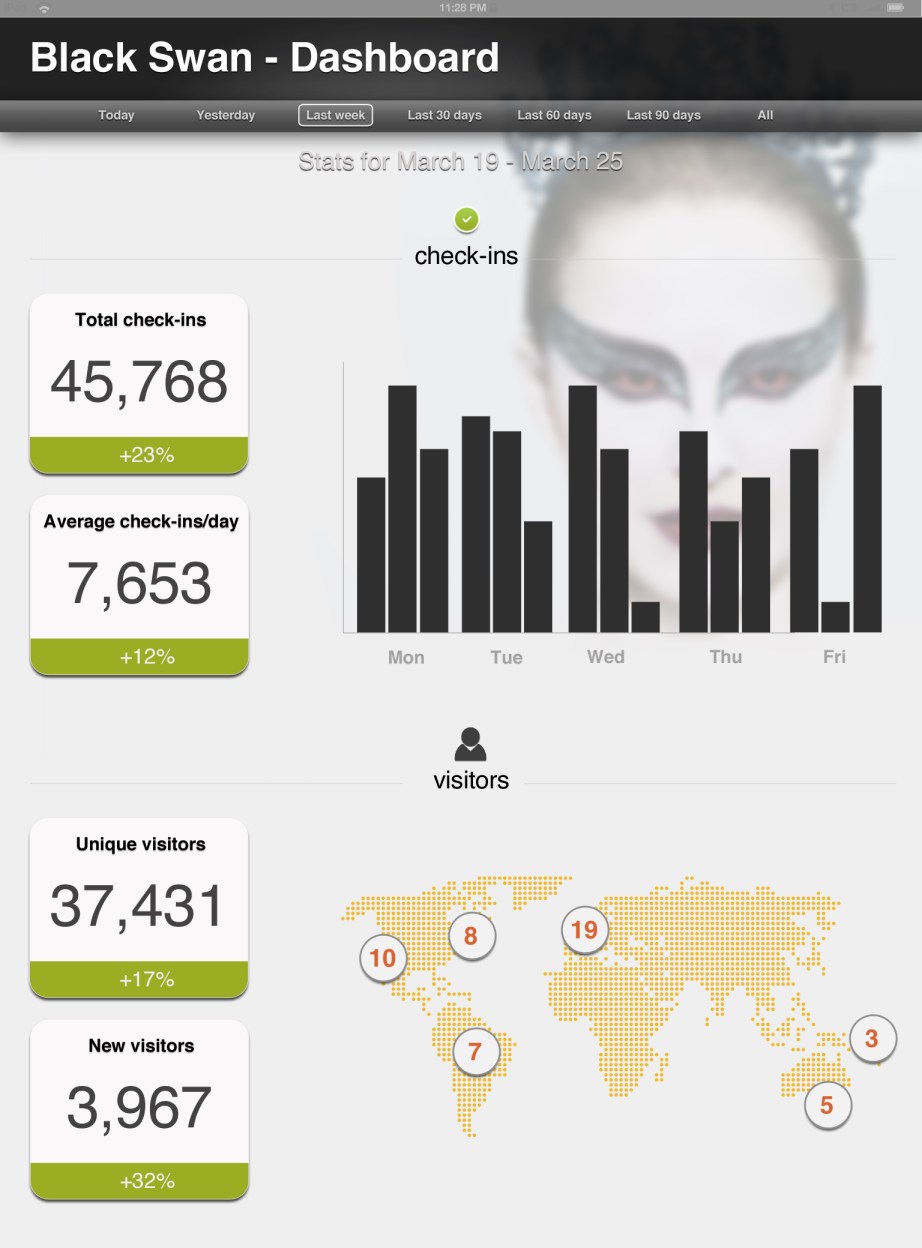 11:28 PM
Black Swan - Dashboard
Today Yesterday Last week Last 30 days Last 60 days Last 90 days All
Stats for March 19 - March 25
check-ins
Total check-ins
45,768
+23%
Average check-ins/day
7,653
+12%
Mon Tue Wed Thu Fri
visitors
Unique visitors
37,431
+17%
New visitors
3,967
+32%
8
19
10
7
3
5